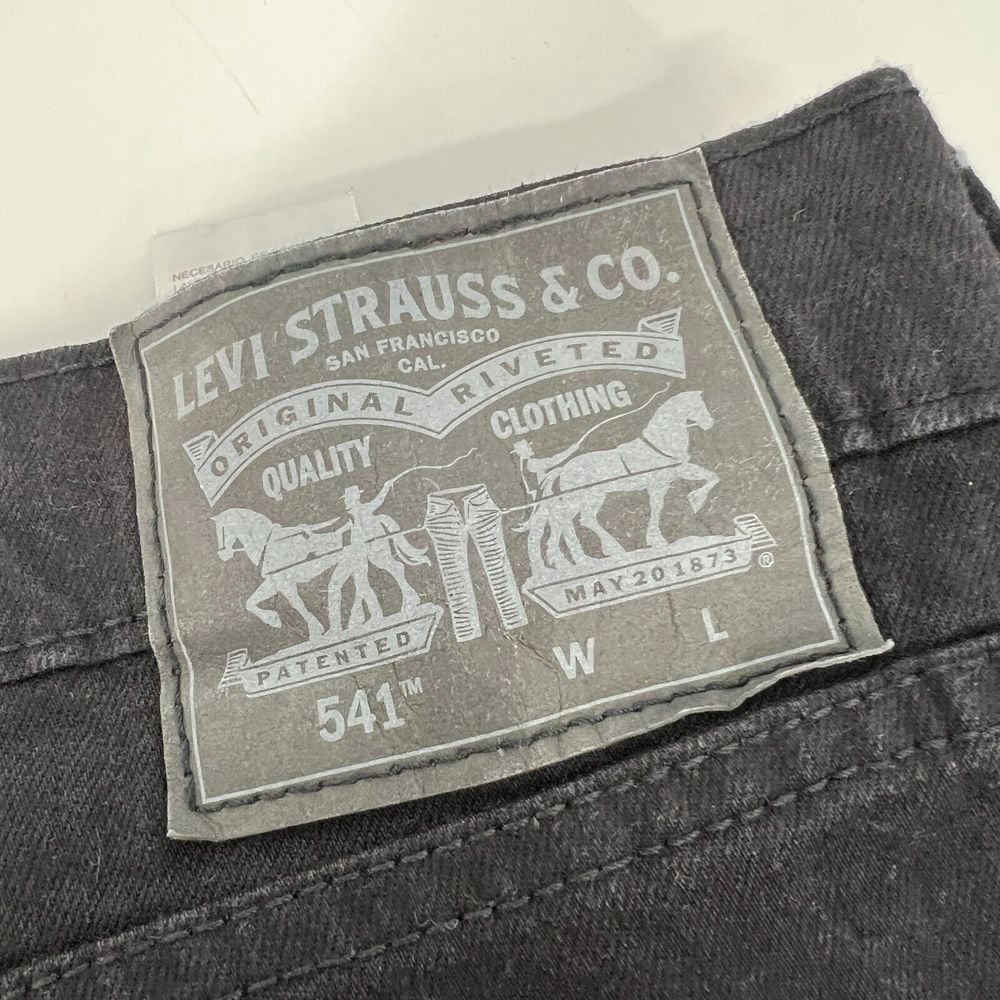 NECESARIO
LEVI STRAUSS & CO.
SAN FRANCISCO
CAL.
ORIGINAL RIVETED
QUALITY CLOTHING
PATENTED MAY 20 1873 ®
541™ W L